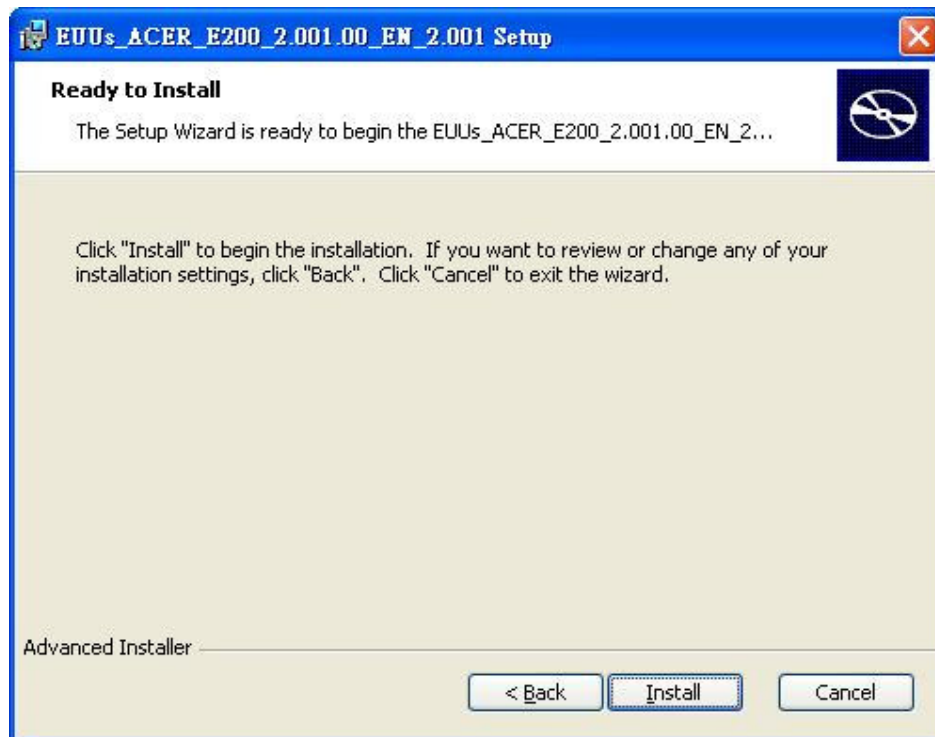 EUUs_ACER_E200_2.001.00_EN_2.001 Setup
Ready to Install
The Setup Wizard is ready to begin the EUUs_ACER_E200_2.001.00_EN_2...
Click "Install" to begin the installation.  If you want to review or change any of your
installation settings, click "Back".  Click "Cancel" to exit the wizard.
Advanced Installer
< Back
Install
Cancel